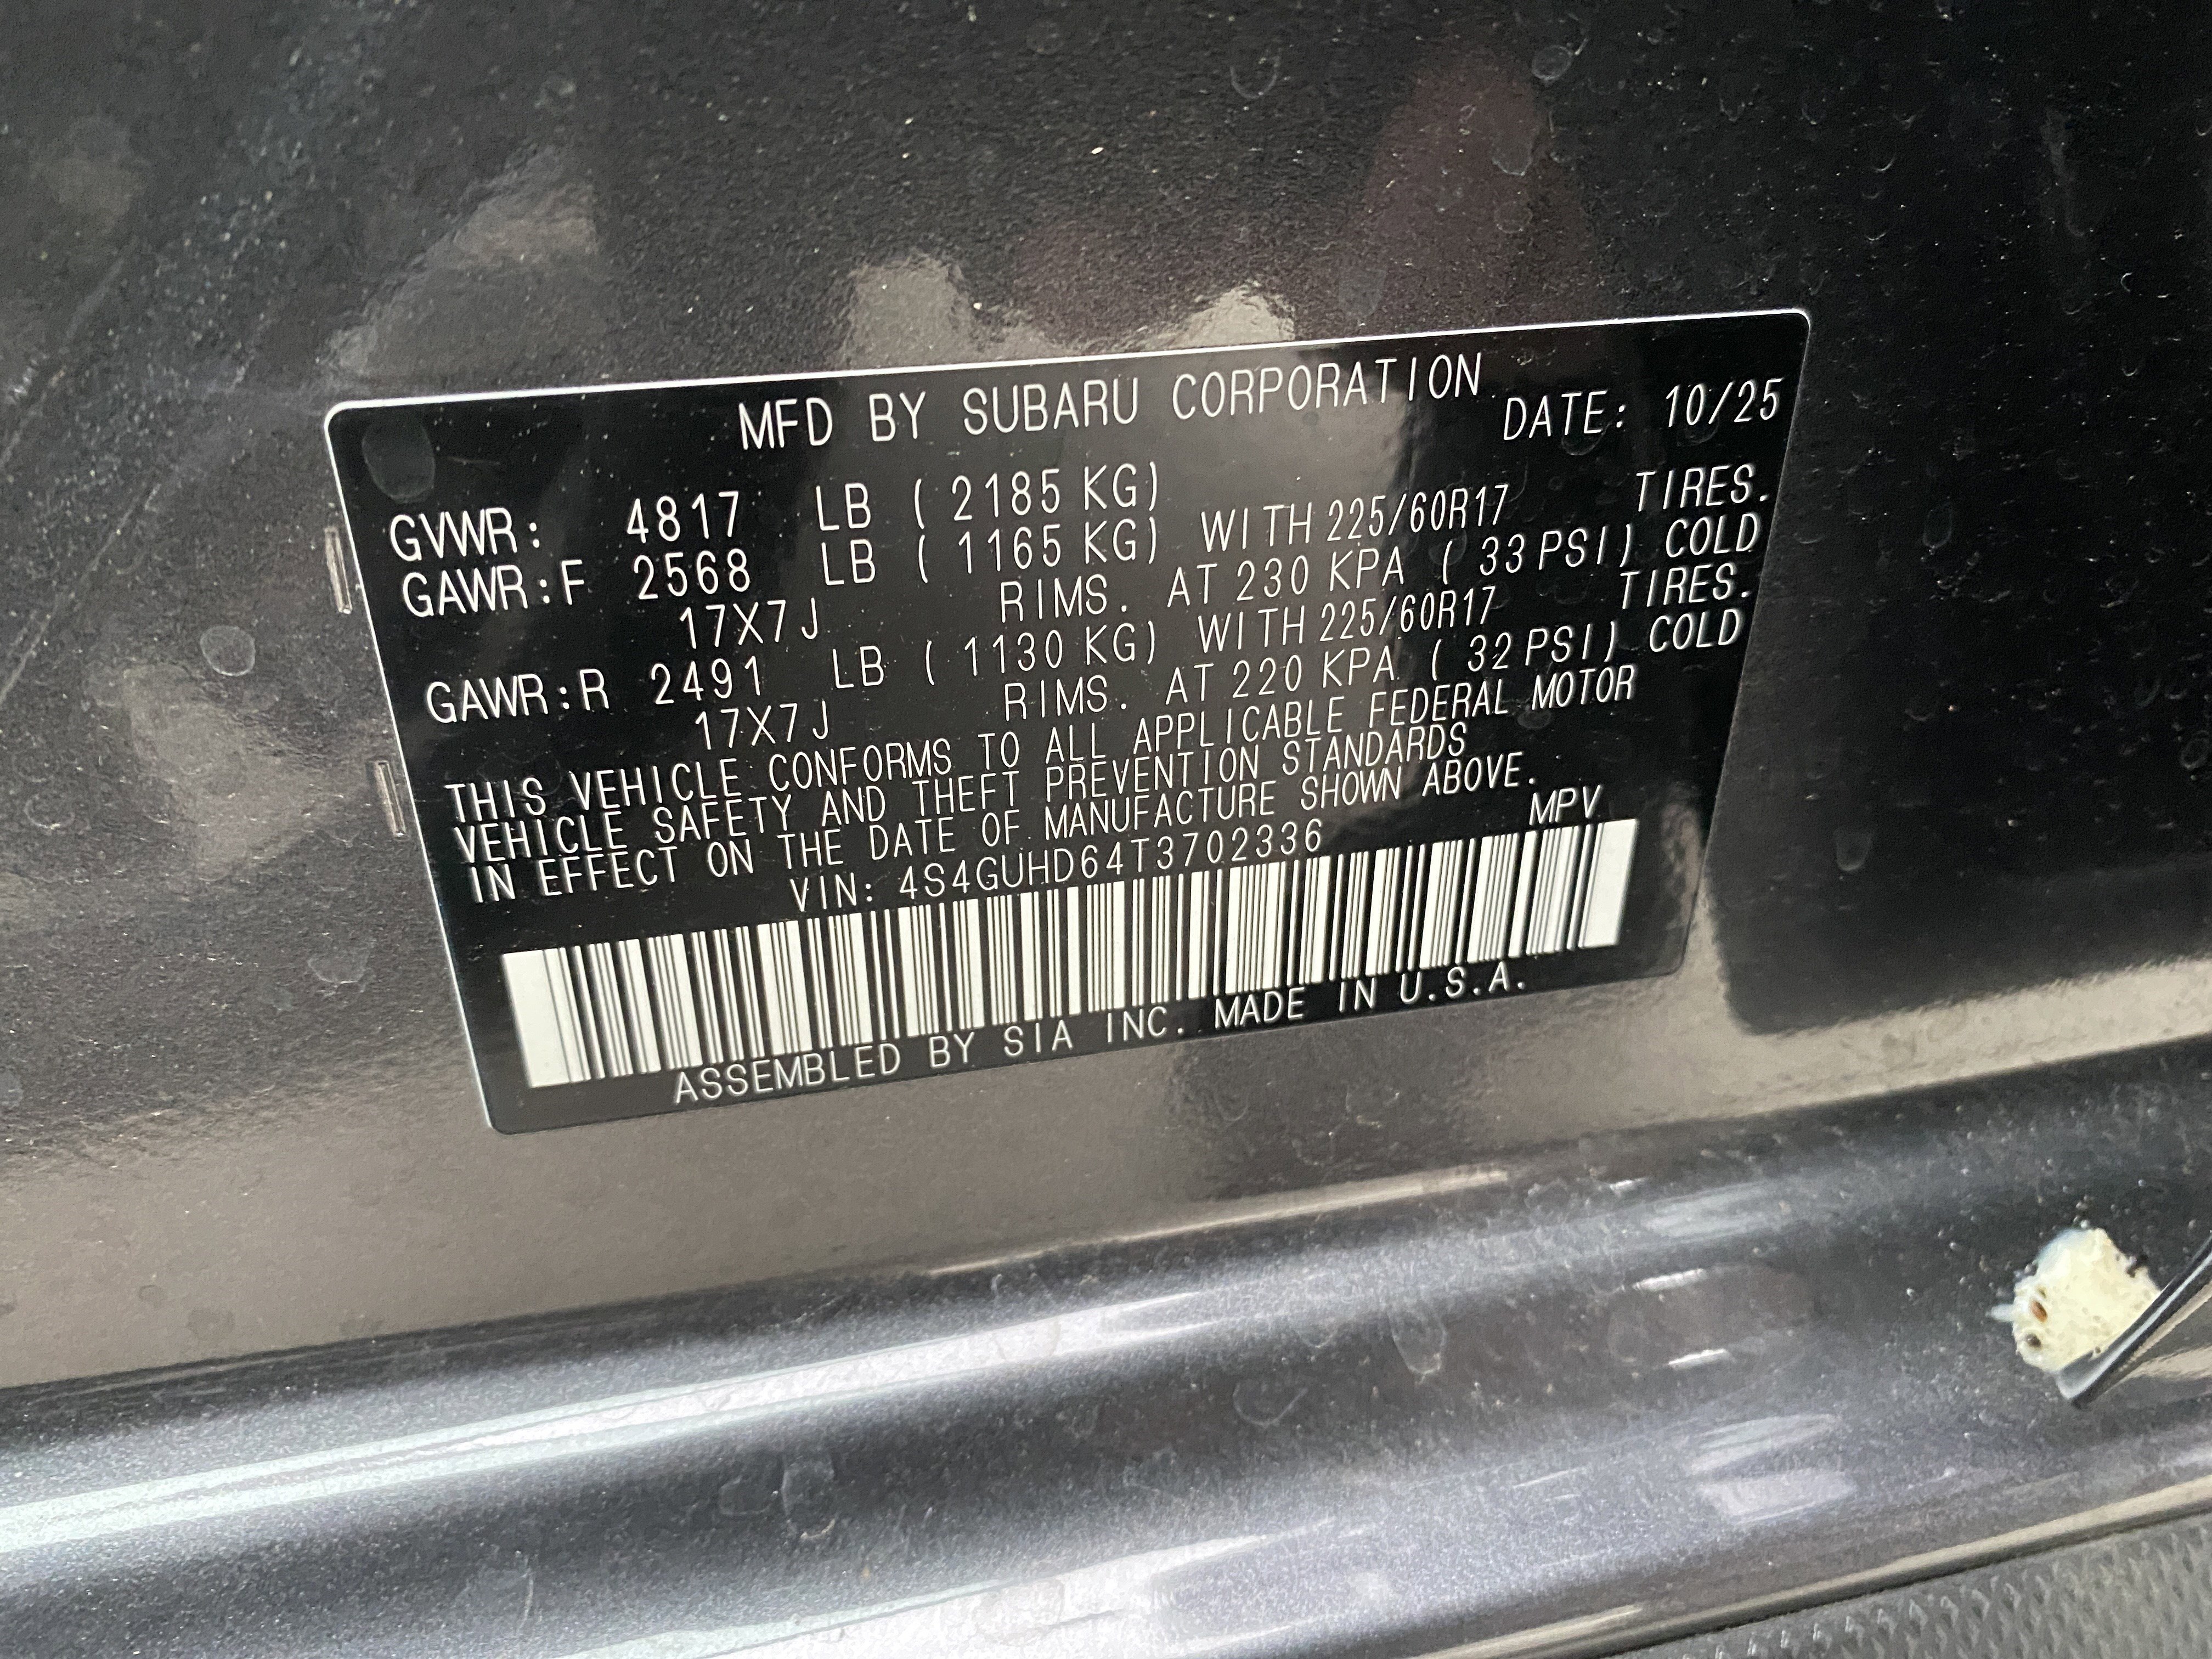 MFD BY SUBARU CORPORATION
DATE: 10/25
GVWR: 4817 LB ( 2185 KG)
GAWR:F 2568 LB ( 1165 KG) WITH 225/60R17 TIRES.
17X7J RIMS. AT 230 KPA ( 33 PSI) COLD
GAWR:R 2491 LB ( 1130 KG) WITH 225/60R17 TIRES.
17X7J RIMS. AT 220 KPA ( 32 PSI) COLD
THIS VEHICLE CONFORMS TO ALL APPLICABLE FEDERAL MOTOR
VEHICLE SAFETY AND THEFT PREVENTION STANDARDS
IN EFFECT ON THE DATE OF MANUFACTURE SHOWN ABOVE.
VIN: 4S4GUHD64T3702336 MPV
ASSEMBLED BY SIA INC. MADE IN U.S.A.